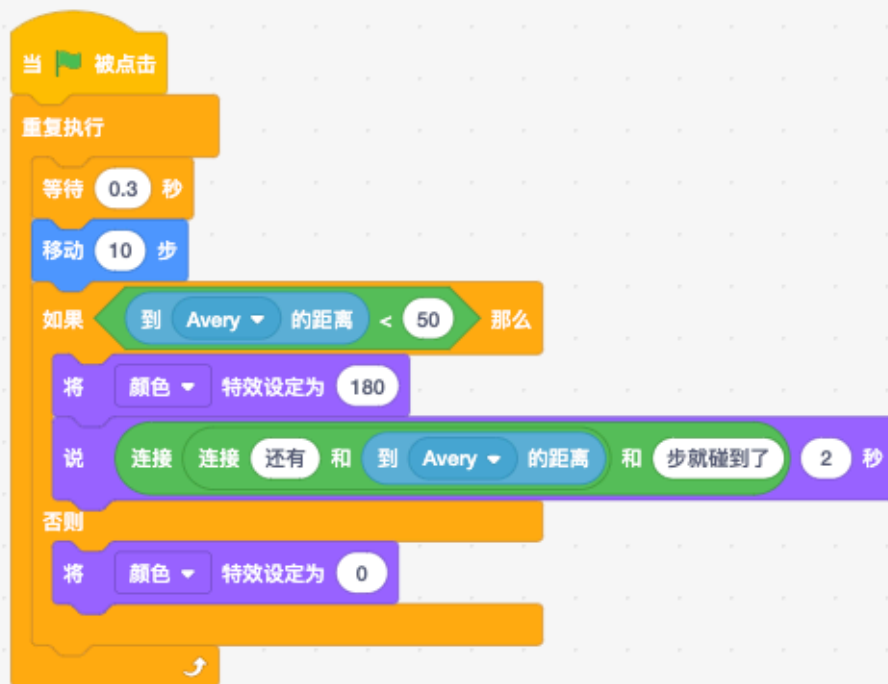 当 被点击
重复执行
等待 0.3 秒
移动 10 步
如果 到 Avery 的距离 < 50 那么
将 颜色 特效设定为 180
说 连接 连接 还有 和 到 Avery 的距离 和 步就碰到了 2 秒
否则
将 颜色 特效设定为 0